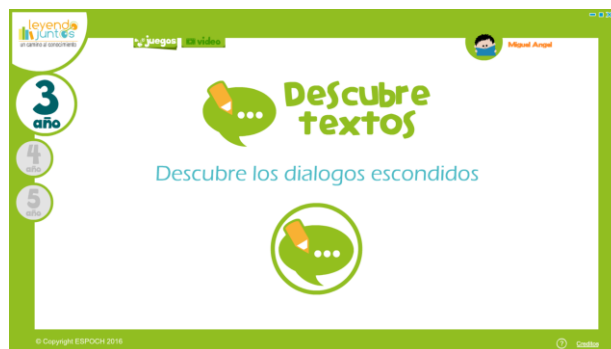 leyendo
juntos
un camino al conocimiento
juegos
video
Miguel Angel
3
año
4
año
5
año
Descubre
textos
Descubre los dialogos escondidos
© Copyright ESPOCH 2016
?
Creditos